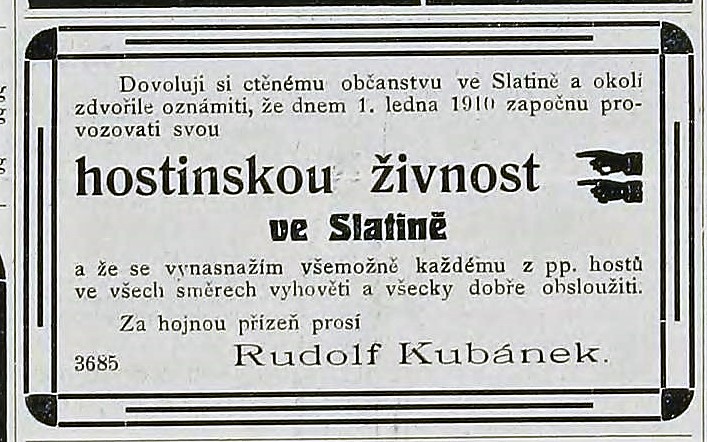 Dovoluji si ctěnému občanstvu ve Slatině a okolí
zdvořile oznámiti, že dnem 1. ledna 1910 započnu pro-
vozovati svou
hostinskou živnost
ve Slatině
a že se vynasnažím všemožně každému z pp. hostů
ve všech směrech vyhověti a všecky dobře obsloužiti.
Za hojnou přízeň prosí
3685 Rudolf Kubánek.